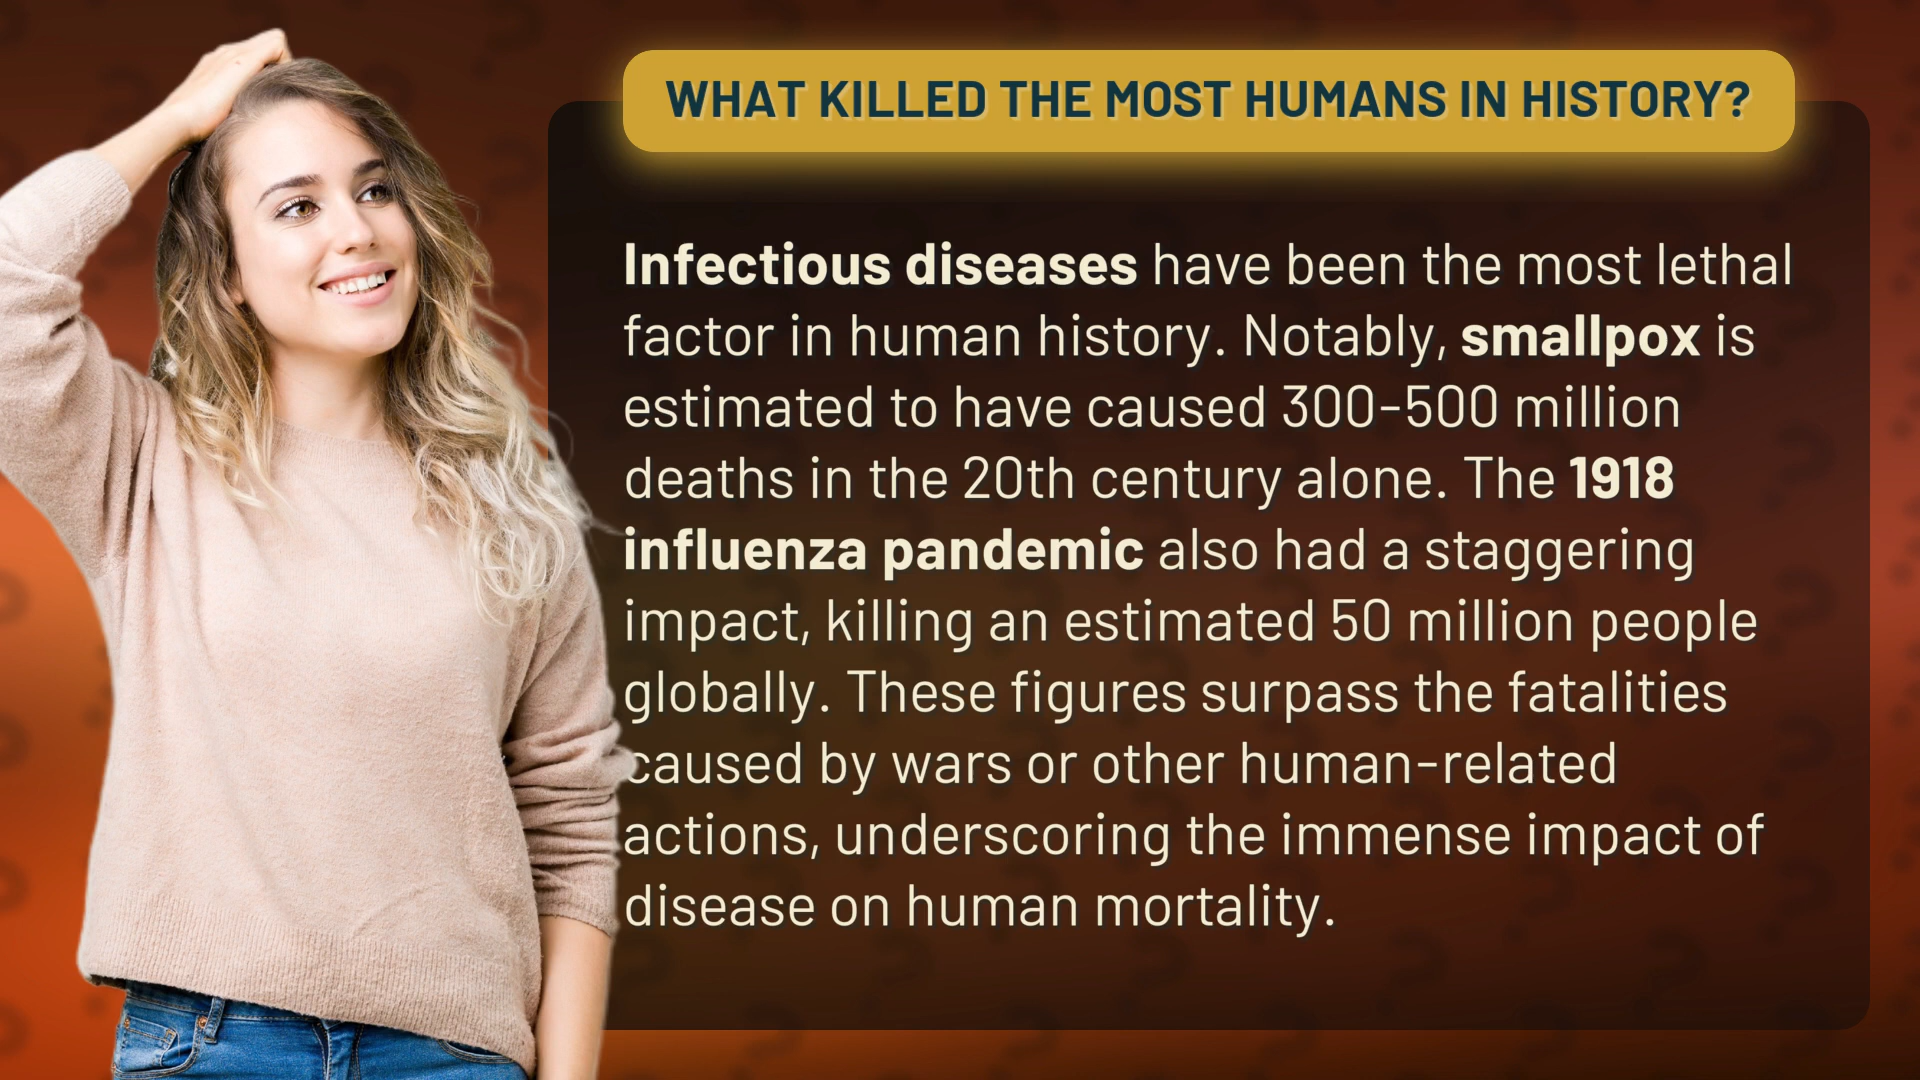 WHAT KILLED THE MOST HUMANS IN HISTORY?
Infectious diseases have been the most lethal
factor in human history. Notably, smallpox is
estimated to have caused 300-500 million
deaths in the 20th century alone. The 1918
influenza pandemic also had a staggering
impact, killing an estimated 50 million people
globally. These figures surpass the fatalities
caused by wars or other human-related
actions, underscoring the immense impact of
disease on human mortality.